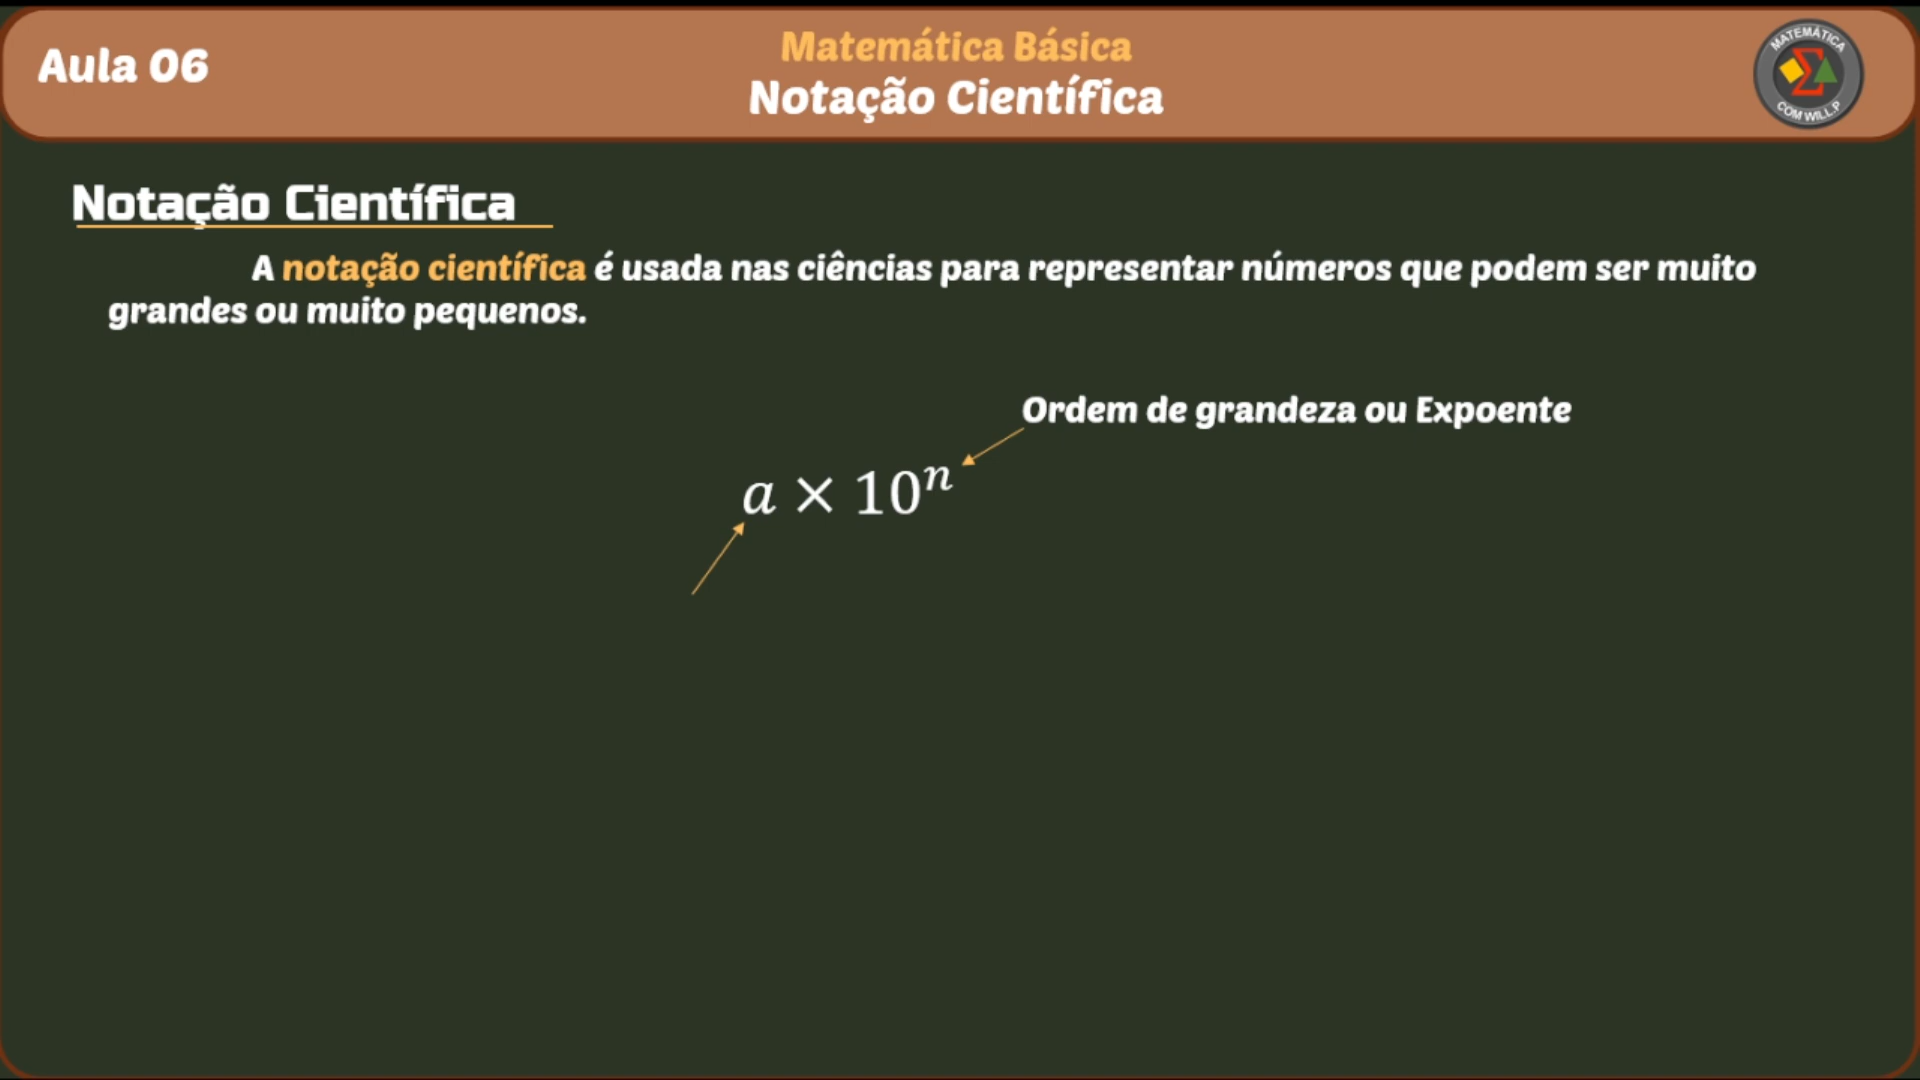 Aula 06
Matemática Básica
Notação Científica
MATEMÁTICA
COM WILL.P
Notação Científica
A notação científica é usada nas ciências para representar números que podem ser muito
grandes ou muito pequenos.
Ordem de grandeza ou Expoente
a × 10ⁿ